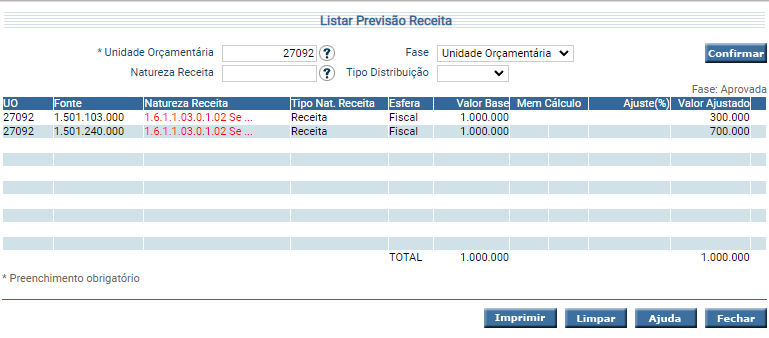 Listar Previsão Receita
* Unidade Orçamentária 27092 ? Fase Unidade Orçamentária Confirmar
Natureza Receita ? Tipo Distribuição
Fase: Aprovada
UO Fonte Natureza Receita Tipo Nat. Receita Esfera Valor Base Mem Cálculo Ajuste(%) Valor Ajustado
27092 1.501.103.000 1.6.1.1.03.0.1.02 Se ... Receita Fiscal 1.000.000 300.000
27092 1.501.240.000 1.6.1.1.03.0.1.02 Se ... Receita Fiscal 1.000.000 700.000
TOTAL 1.000.000 1.000.000
* Preenchimento obrigatório
Imprimir Limpar Ajuda Fechar